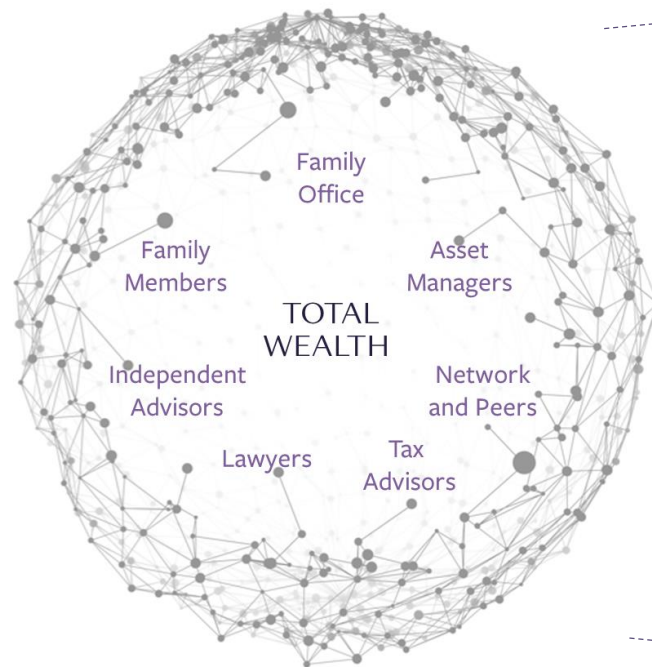 Family
Office
Family
Members
Asset
Managers
TOTAL
WEALTH
Independent
Advisors
Network
and Peers
Lawyers
Tax
Advisors